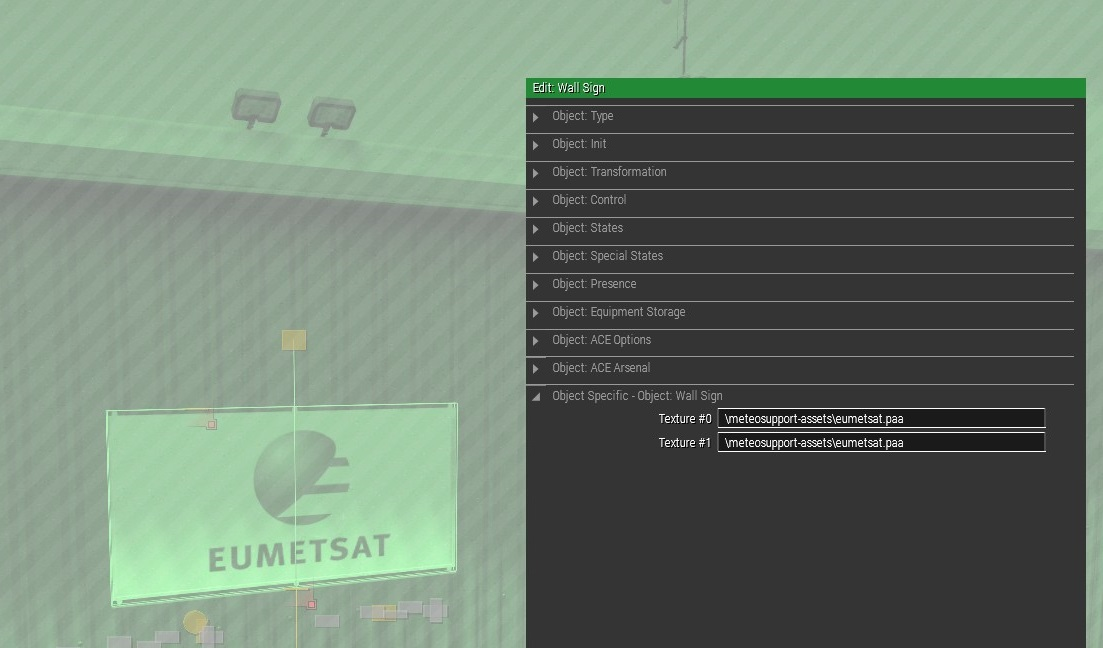 Edit: Wall Sign
Object: Type
Object: Init
Object: Transformation
Object: Control
Object: States
Object: Special States
Object: Presence
Object: Equipment Storage
Object: ACE Options
Object: ACE Arsenal
Object Specific - Object: Wall Sign
Texture #0 \meteosupport-assets\eumetsat.paa
Texture #1 \meteosupport-assets\eumetsat.paa
EUMETSAT